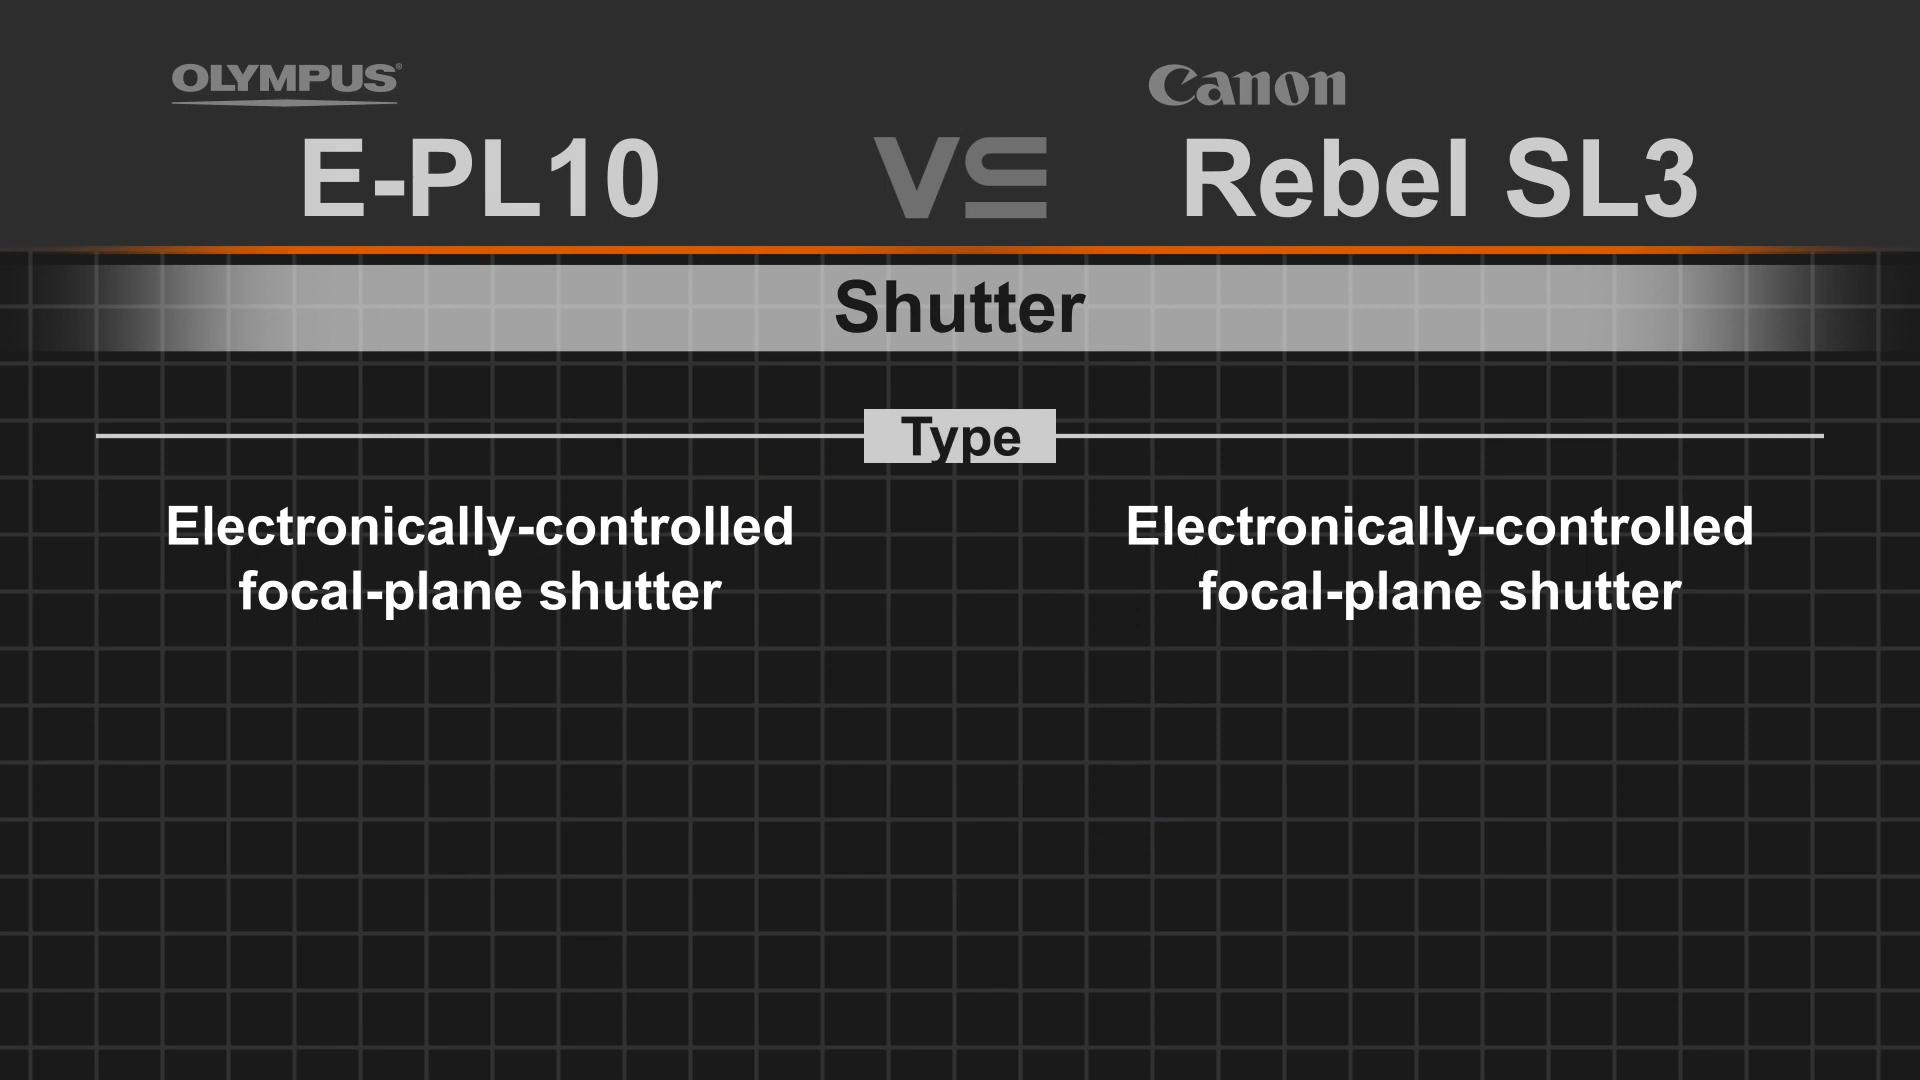 OLYMPUS®
Canon
E-PL10 VS Rebel SL3
Shutter
Type
Electronically-controlled
focal-plane shutter
Electronically-controlled
focal-plane shutter